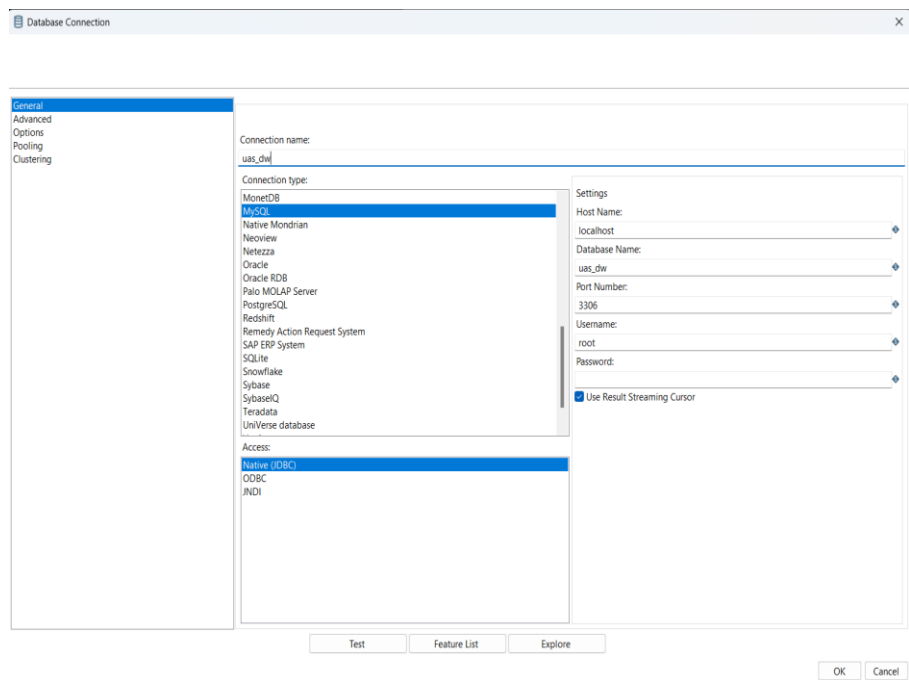 Database Connection
General
Advanced
Options
Pooling
Clustering
Connection name:
uas_dw
Connection type:
MonetDB
MySQL
Native Mondrian
Neoview
Netezza
Oracle
Oracle RDB
Palo MOLAP Server
PostgreSQL
Redshift
Remedy Action Request System
SAP ERP System
SQLite
Snowflake
Sybase
SybaseIQ
Teradata
UniVerse database
Access:
Native (JDBC)
ODBC
JNDI
Settings
Host Name:
localhost
Database Name:
uas_dw
Port Number:
3306
Username:
root
Password:
Use Result Streaming Cursor
Test
Feature List
Explore
OK
Cancel